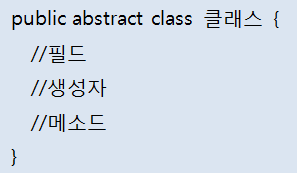 public abstract class 클래스 {
//필드
//생성자
//메소드
}